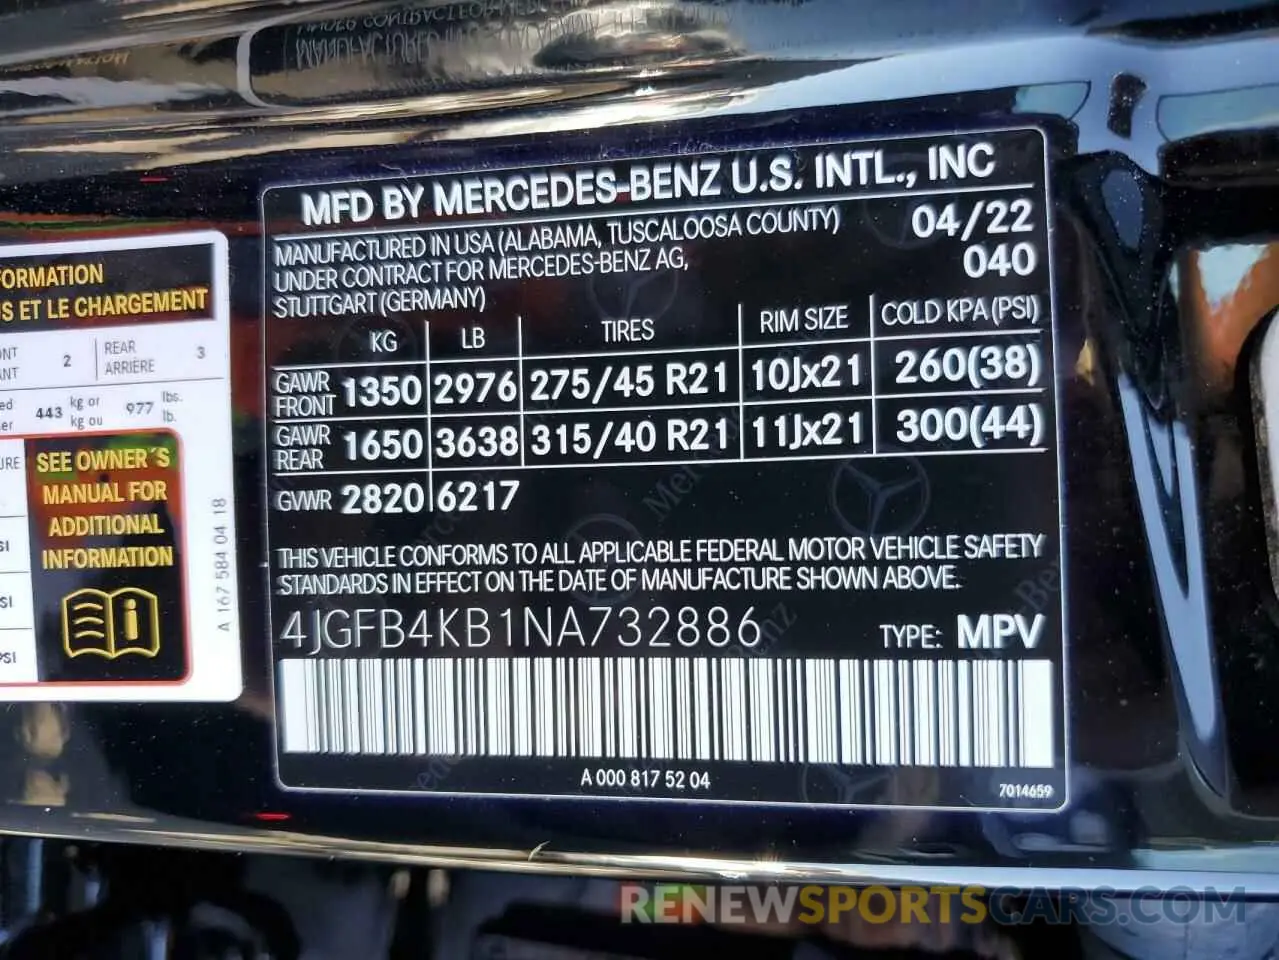 MFD BY MERCEDES-BENZ U.S. INTL., INC
MANUFACTURED IN USA (ALABAMA, TUSCALOOSA COUNTY)
UNDER CONTRACT FOR MERCEDES-BENZ AG,
STUTTGART (GERMANY)
04/22
040
KG LB TIRES RIM SIZE COLD KPA (PSI)
GAWR FRONT 1350 2976 275/45 R21 10Jx21 260(38)
GAWR REAR 1650 3638 315/40 R21 11Jx21 300(44)
GVWR 2820 6217
THIS VEHICLE CONFORMS TO ALL APPLICABLE FEDERAL MOTOR VEHICLE SAFETY
STANDARDS IN EFFECT ON THE DATE OF MANUFACTURE SHOWN ABOVE.
4JGFB4KB1NA732886 TYPE: MPV
A 000 817 52 04
7014659
ET LE CHARGEMENT
2 REAR 3
ARRIÈRE
443 kg or 977 lbs.
kg ou lb.
SEE OWNER´S
MANUAL FOR
ADDITIONAL
INFORMATION
A 167 584 04 18
RENEWSPORTSCARS.COM